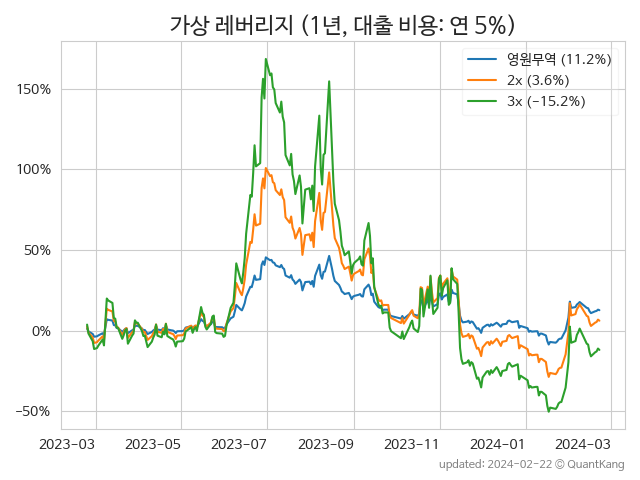 가상 레버리지 (1년, 대출 비용: 연 5%)
영원무역 (11.2%)
2x (3.6%)
3x (−15.2%)
150%
100%
50%
0%
−50%
2023−03 2023−05 2023−07 2023−09 2023−11 2024−01 2024−03
updated: 2024−02−22 © QuantKang